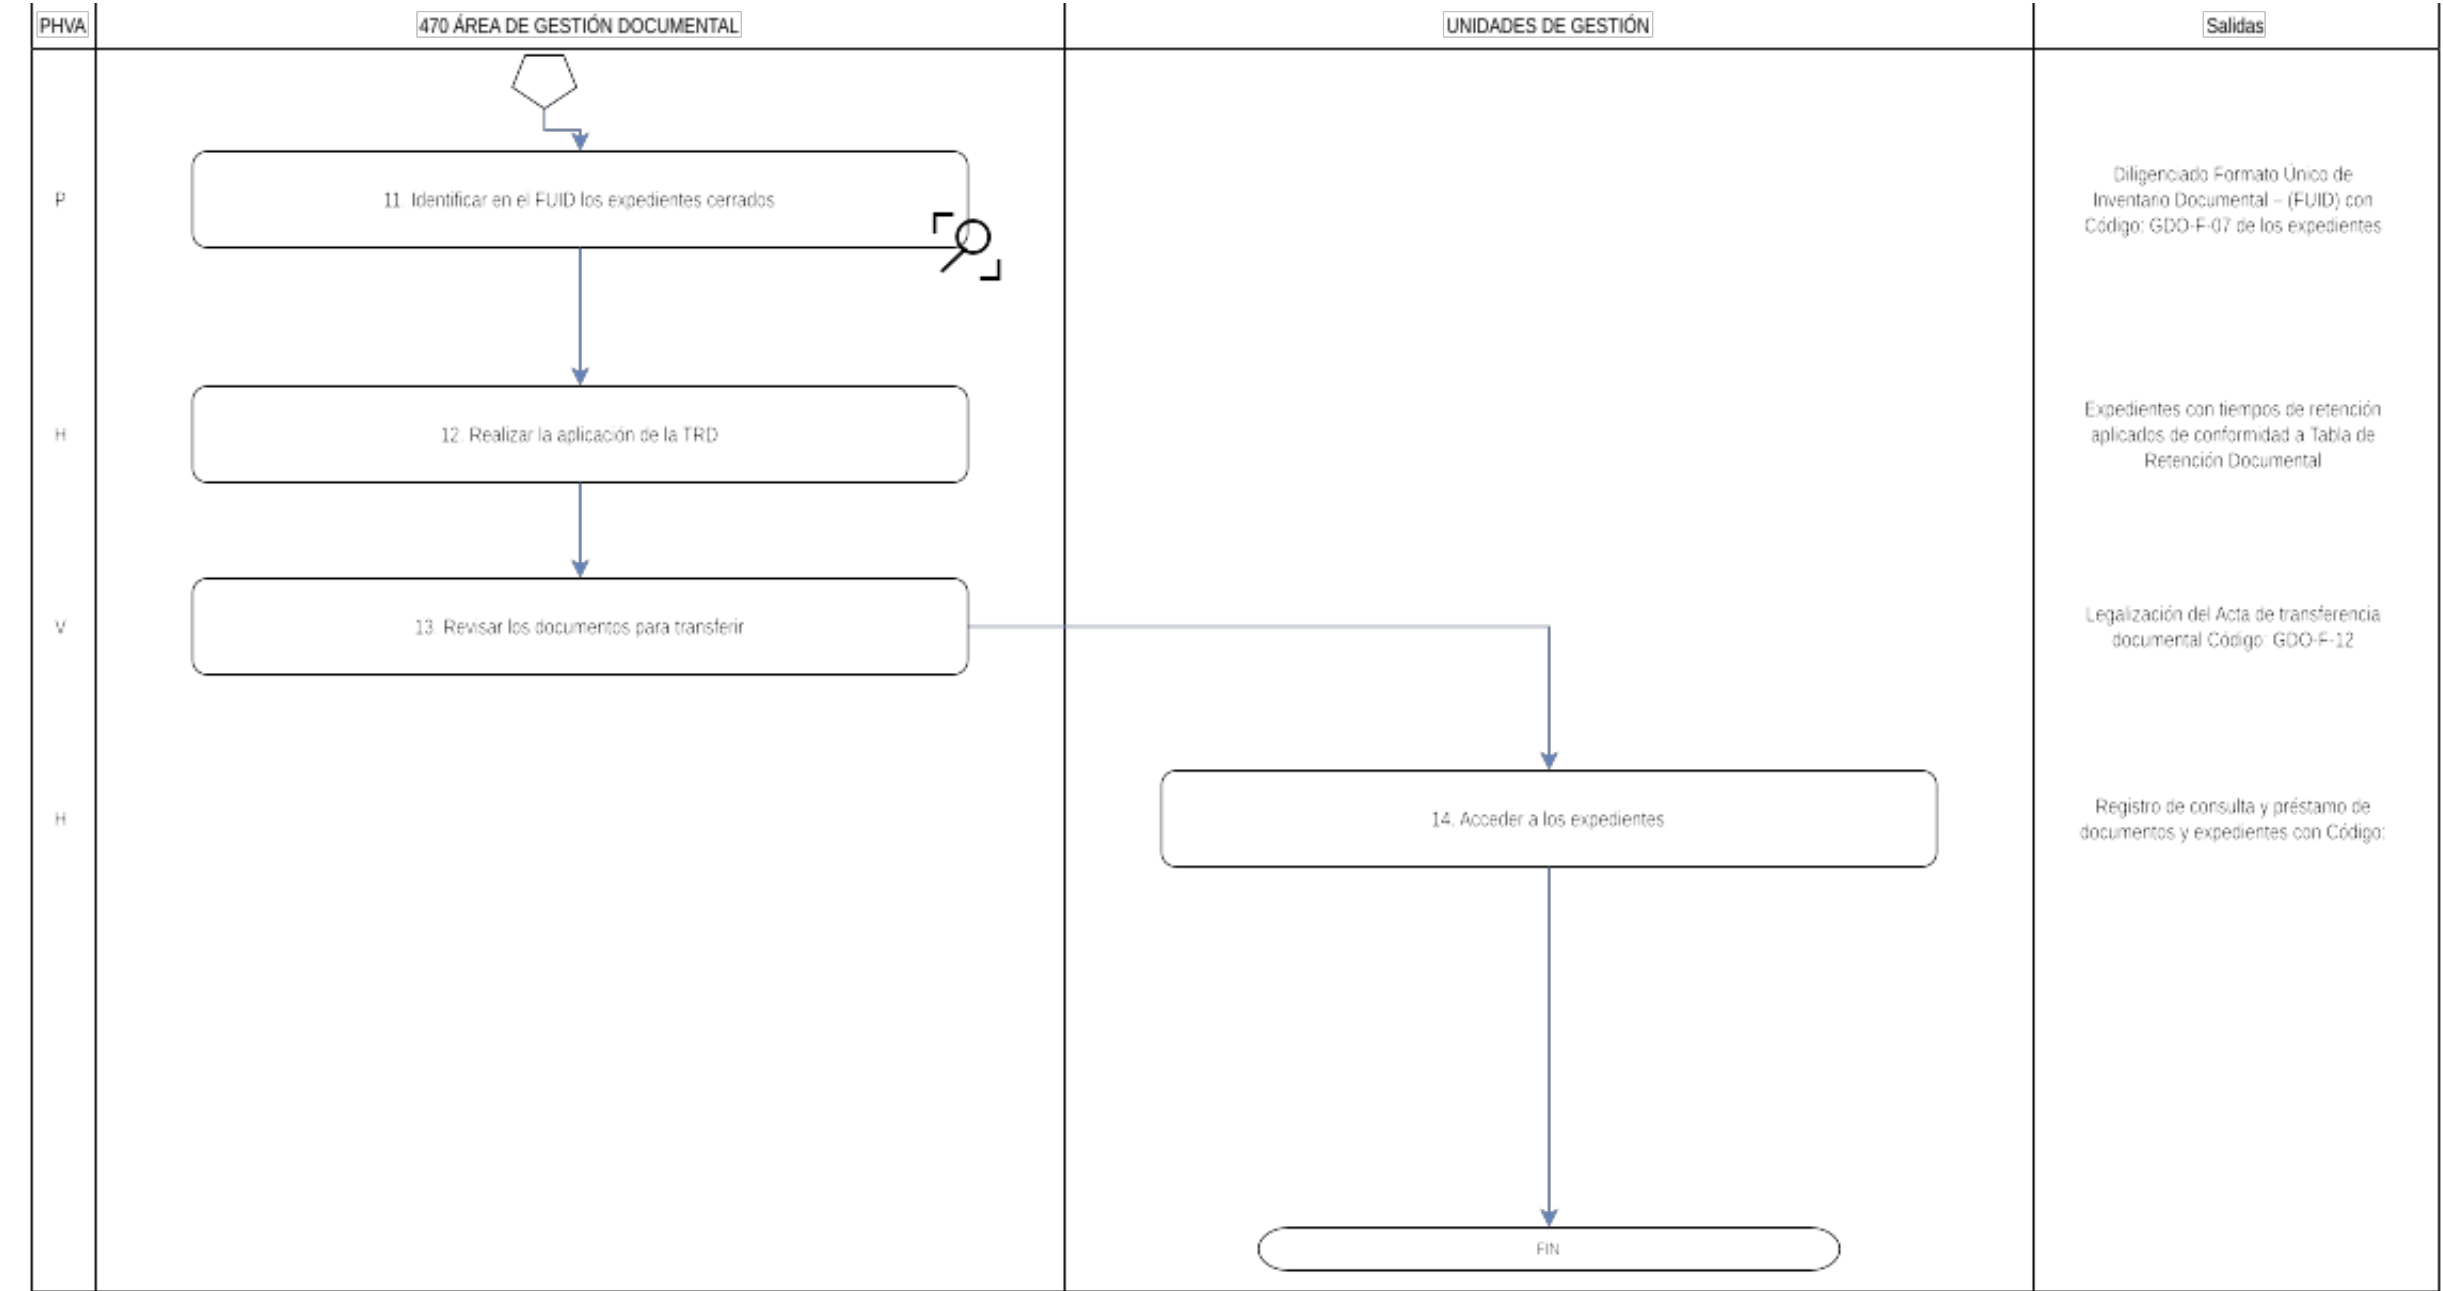 PHVA
470 ÁREA DE GESTIÓN DOCUMENTAL
UNIDADES DE GESTIÓN
Salidas
P
11. Identificar en el FUID los expedientes cerrados
Diligenciado Formato Único de
Inventario Documental – (FUID) con
Código: GDO-F-07 de los expedientes
H
12. Realizar la aplicación de la TRD
Expedientes con tiempos de retención
aplicados de conformidad a Tabla de
Retención Documental
V
13. Revisar los documentos para transferir
Legalización del Acta de transferencia
documental Código: GDO-F-12
H
14. Acceder a los expedientes
Registro de consulta y préstamo de
documentos y expedientes con Código:
FIN